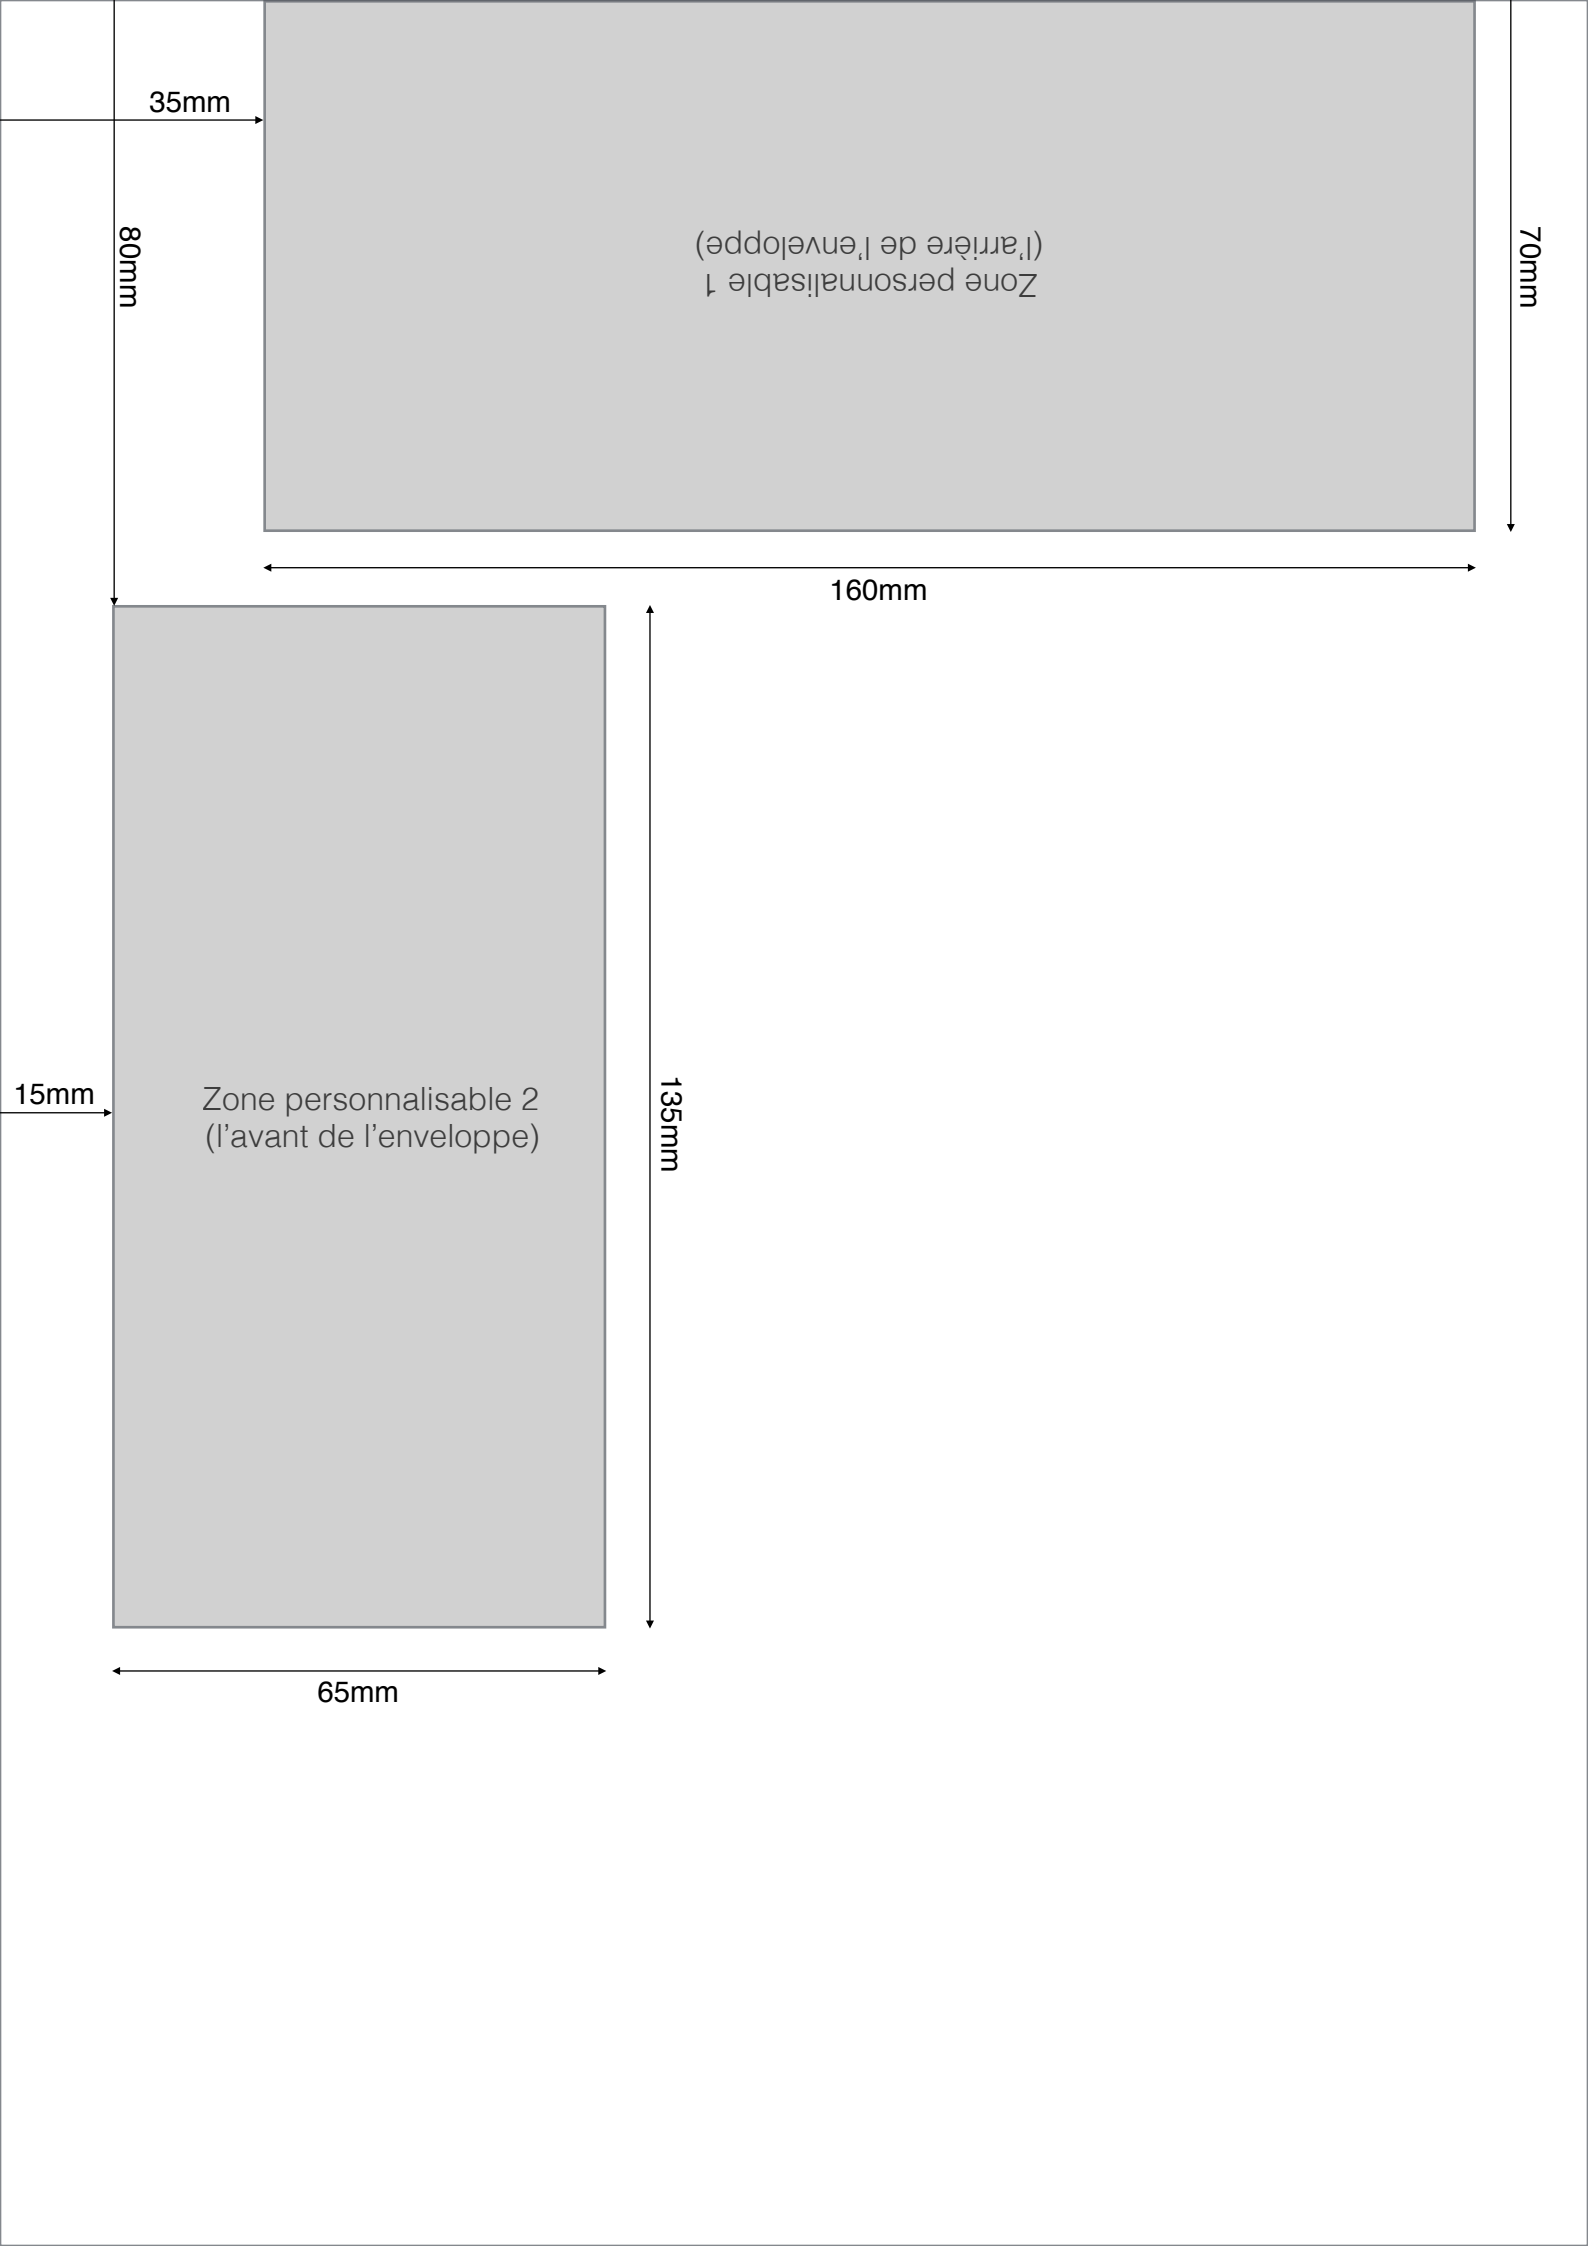 35mm
80mm
Zone personnalisable 1
(l’arrière de l’enveloppe)
70mm
160mm
15mm
Zone personnalisable 2
(l’avant de l’enveloppe)
135mm
65mm